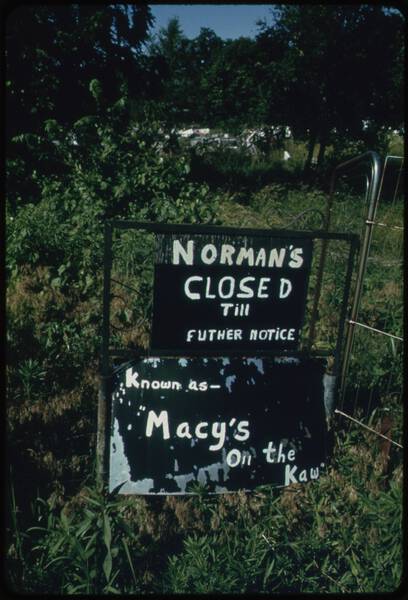 NORMAN'S
CLOSED
Till
FUTHER NOTICE
Known as-
"Macy's
On the
Kaw"